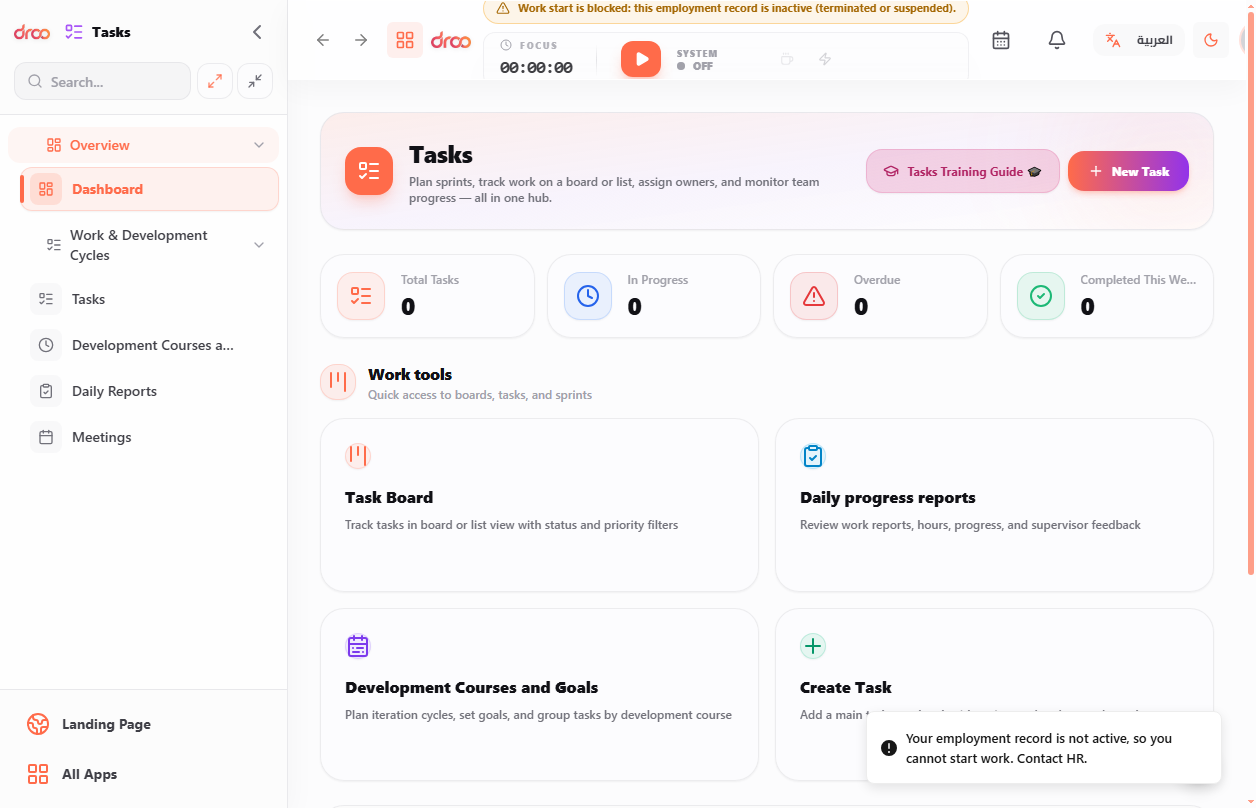 droo
Tasks
Search...
Overview
Dashboard
Work & Development
Cycles
Tasks
Development Courses a...
Daily Reports
Meetings
Landing Page
All Apps
Work start is blocked: this employment record is inactive (terminated or suspended).
droo
FOCUS
00:00:00
SYSTEM
OFF
العربية
Tasks
Plan sprints, track work on a board or list, assign owners, and monitor team
progress — all in one hub.
Tasks Training Guide 🎓
New Task
Total Tasks
0
In Progress
0
Overdue
0
Completed This We...
0
Work tools
Quick access to boards, tasks, and sprints
Task Board
Track tasks in board or list view with status and priority filters
Daily progress reports
Review work reports, hours, progress, and supervisor feedback
Development Courses and Goals
Plan iteration cycles, set goals, and group tasks by development course
Create Task
Add a main
Your employment record is not active, so you
cannot start work. Contact HR.